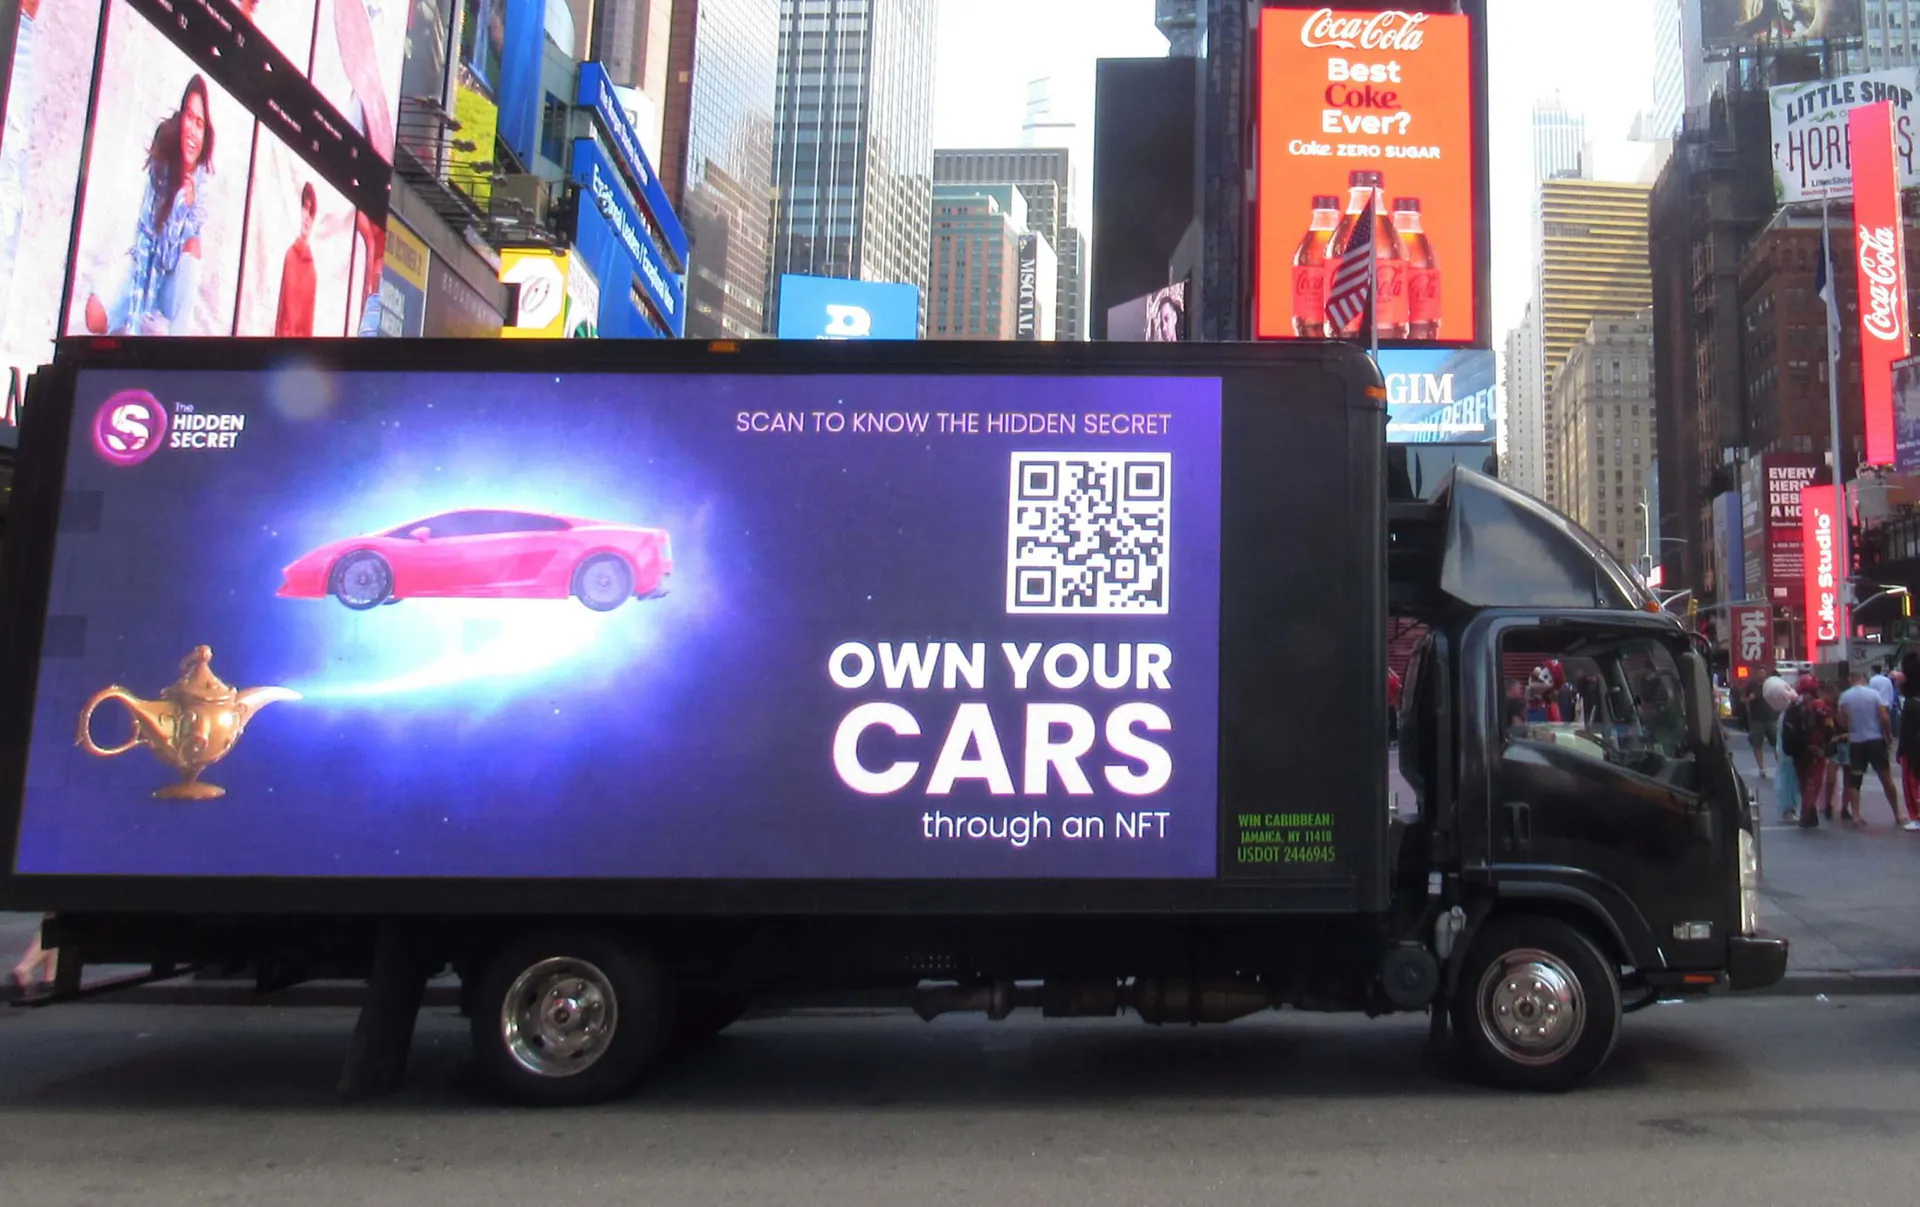 The
HIDDEN
SECRET
SCAN TO KNOW THE HIDDEN SECRET
OWN YOUR
CARS
through an NFT
WIN CARIBBEAN
JAMAICA, NY 11418
USDOT 2446945
Coca-Cola
Best
Coke
Ever?
Coke ZERO SUGAR
GIM
LITTLE SHOP
OF
Coca-Cola
EVERY
Coke Studio
tkts